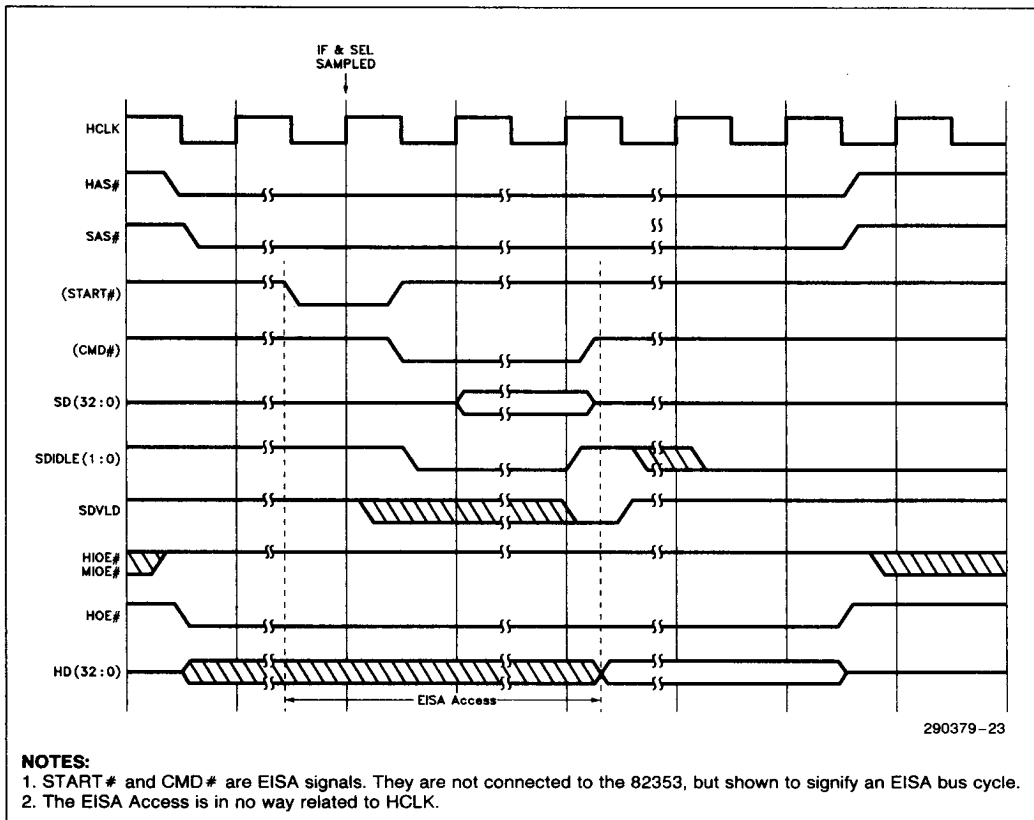 IF & SEL
SAMPLED
HCLK
HAS#
SAS#
(START#)
(CMD#)
SD(32:0)
SDIDLE(1:0)
SDVLD
HIOE#
MIOE#
HOE#
HD(32:0)
EISA Access
290379-23
NOTES:
1. START# and CMD# are EISA signals. They are not connected to the 82353, but shown to signify an EISA bus cycle.
2. The EISA Access is in no way related to HCLK.